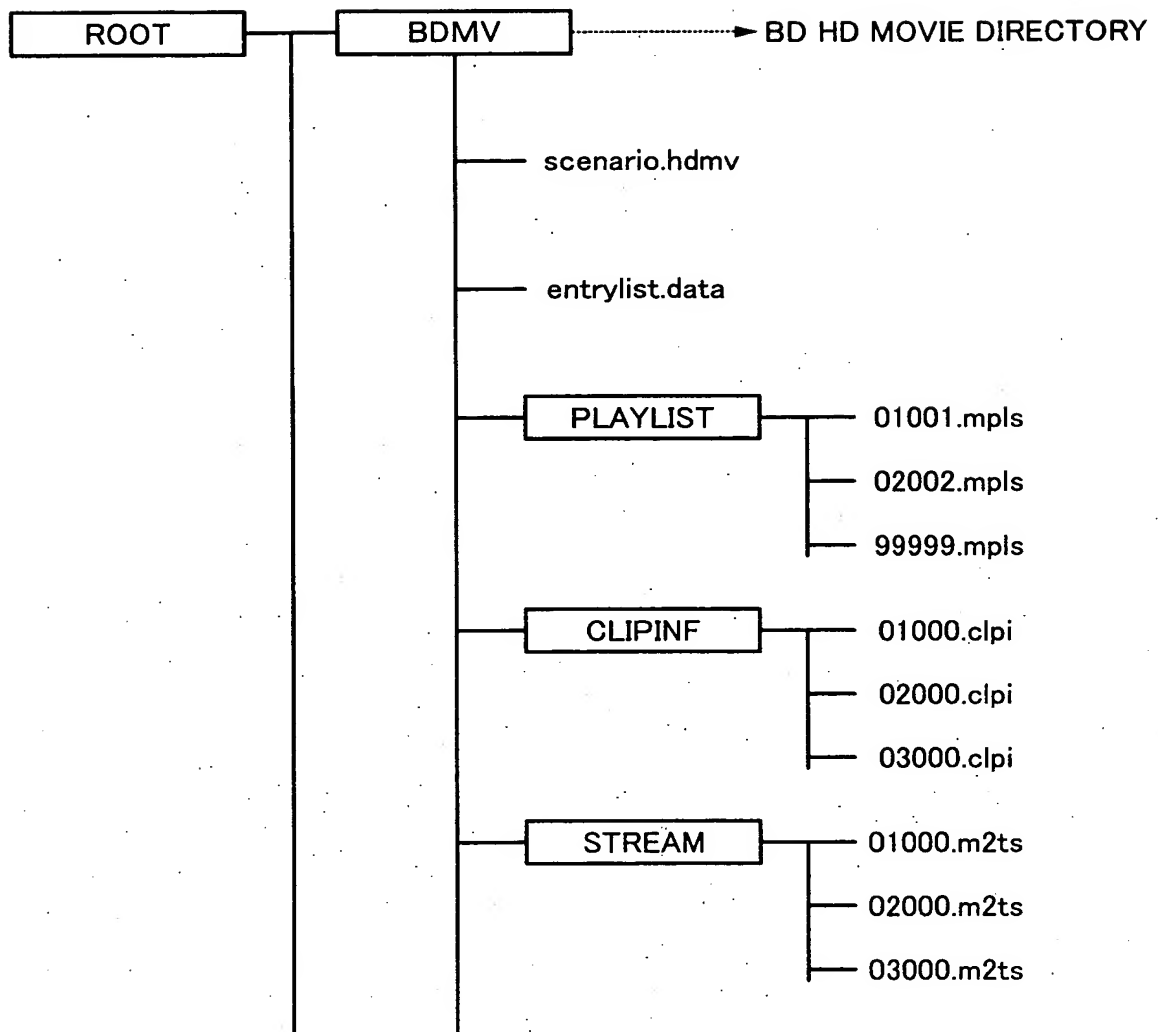 ROOT
BDMV
BD HD MOVIE DIRECTORY
scenario.hdmv
entrylist.data
PLAYLIST
01001.mpls
02002.mpls
99999.mpls
CLIPINF
01000.clpi
02000.clpi
03000.clpi
STREAM
01000.m2ts
02000.m2ts
03000.m2ts